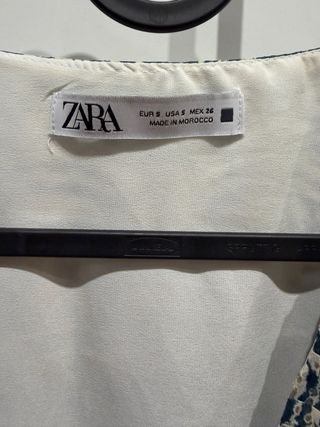 ZARA
EUR S USA S MEX 26
MADE IN MOROCCO